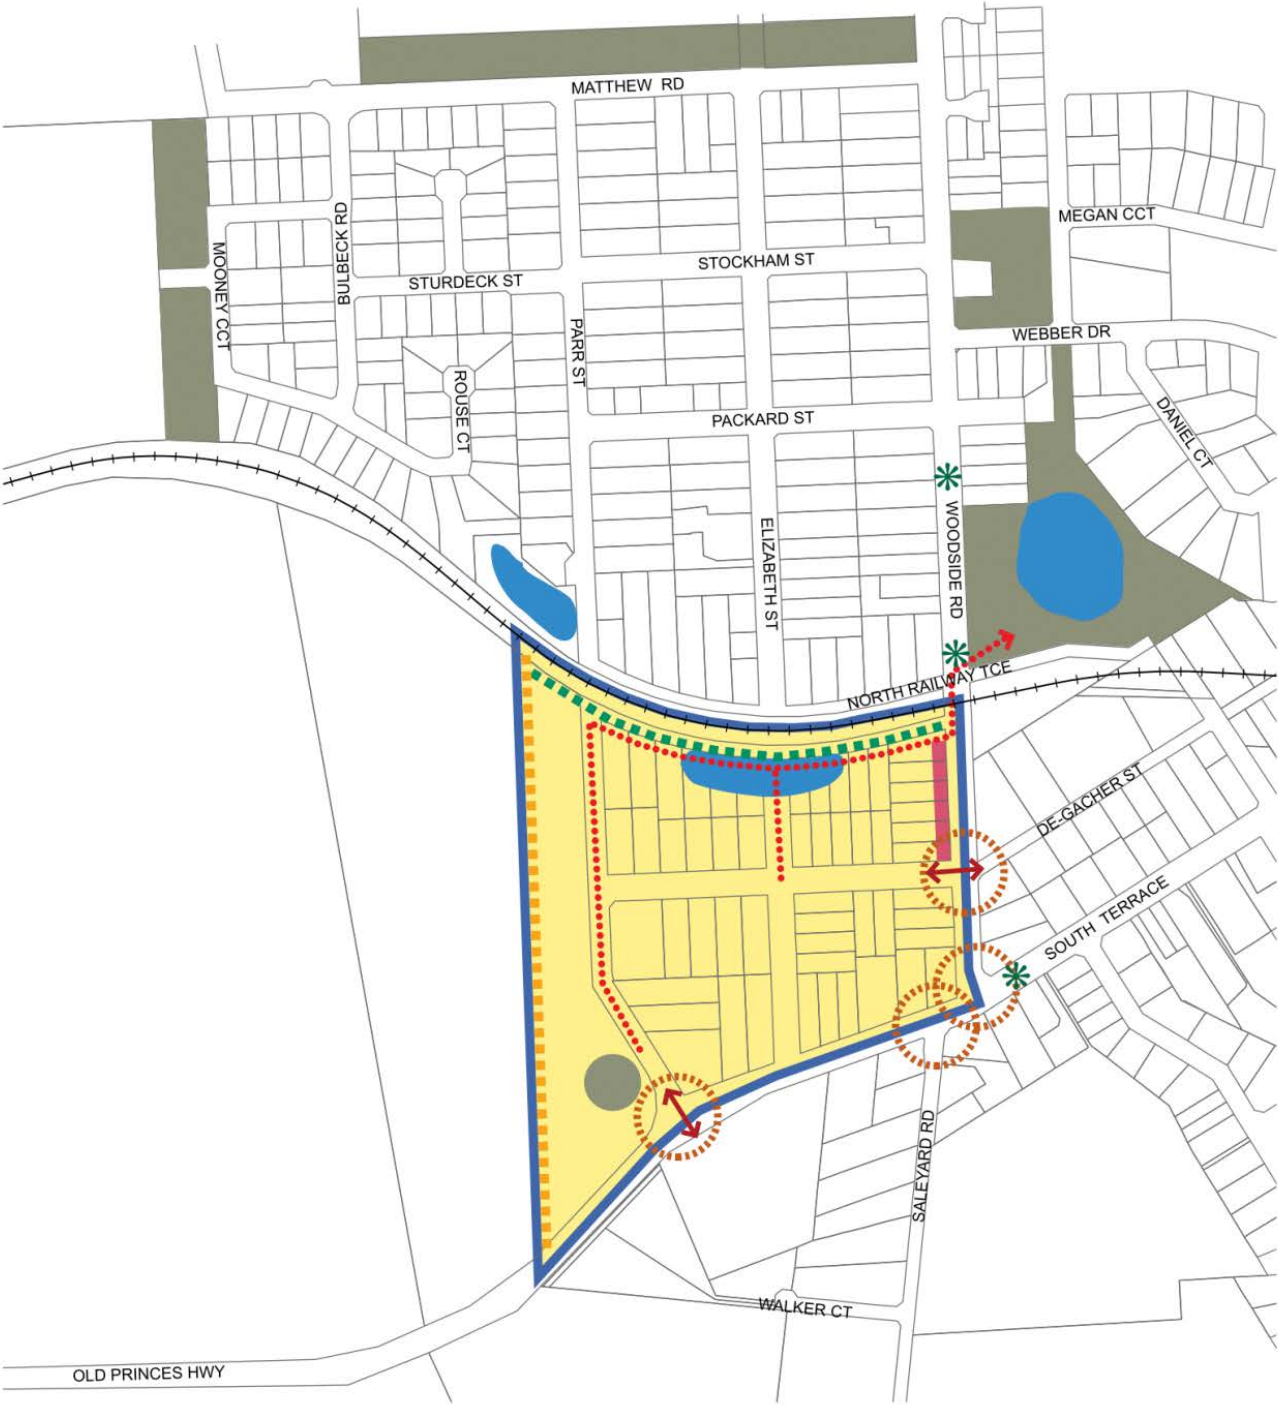 MATTHEW RD
MEGAN CCT
BULBECK RD
MOONEY CCT
STOCKHAM ST
STURDECK ST
WEBBER DR
PARR ST
ROUSE CT
PACKARD ST
DANIEL CT
ELIZABETH ST
WOODSIDE RD
NORTH RAILWAY TCE
DE-GACHER ST
SOUTH TERRACE
SALEYARD RD
WALKER CT
OLD PRINCES HWY